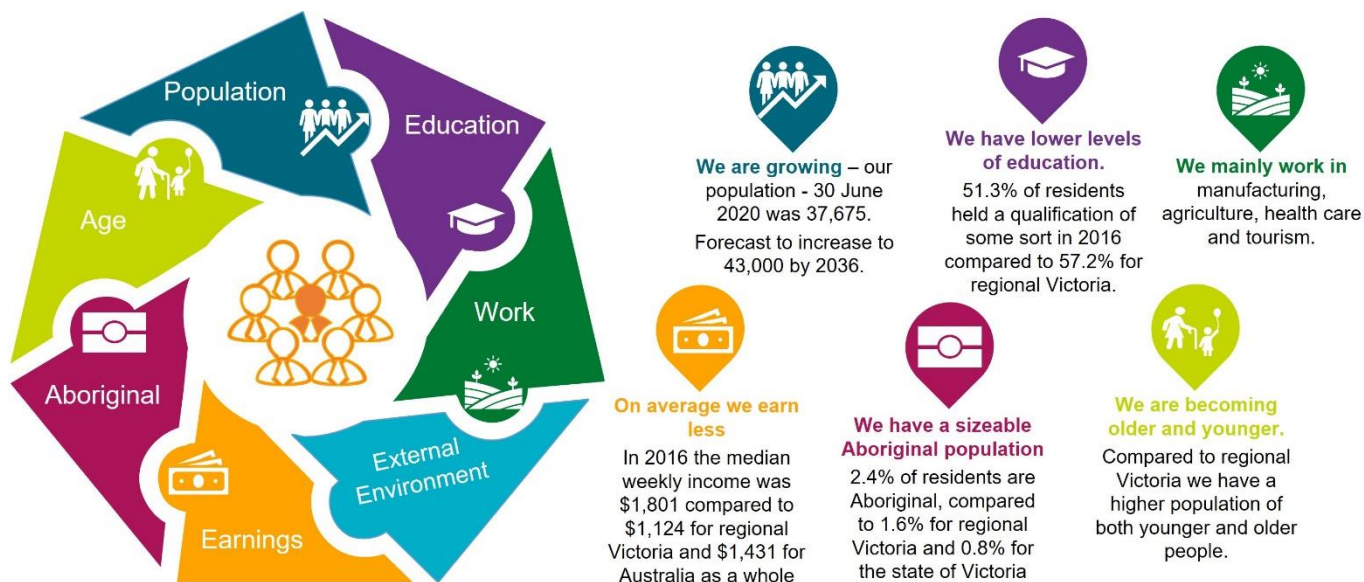 Population
Education
Age
Work
Aboriginal
External
Environment
Earnings
We are growing – our
population - 30 June
2020 was 37,675.
Forecast to increase to
43,000 by 2036.
We have lower levels
of education.
51.3% of residents
held a qualification of
some sort in 2016
compared to 57.2% for
regional Victoria.
We mainly work in
manufacturing,
agriculture, health care
and tourism.
On average we earn
less
In 2016 the median
weekly income was
$1,801 compared to
$1,124 for regional
Victoria and $1,431 for
Australia as a whole
We have a sizeable
Aboriginal population
2.4% of residents are
Aboriginal, compared
to 1.6% for regional
Victoria and 0.8% for
the state of Victoria
We are becoming
older and younger.
Compared to regional
Victoria we have a
higher population of
both younger and older
people.